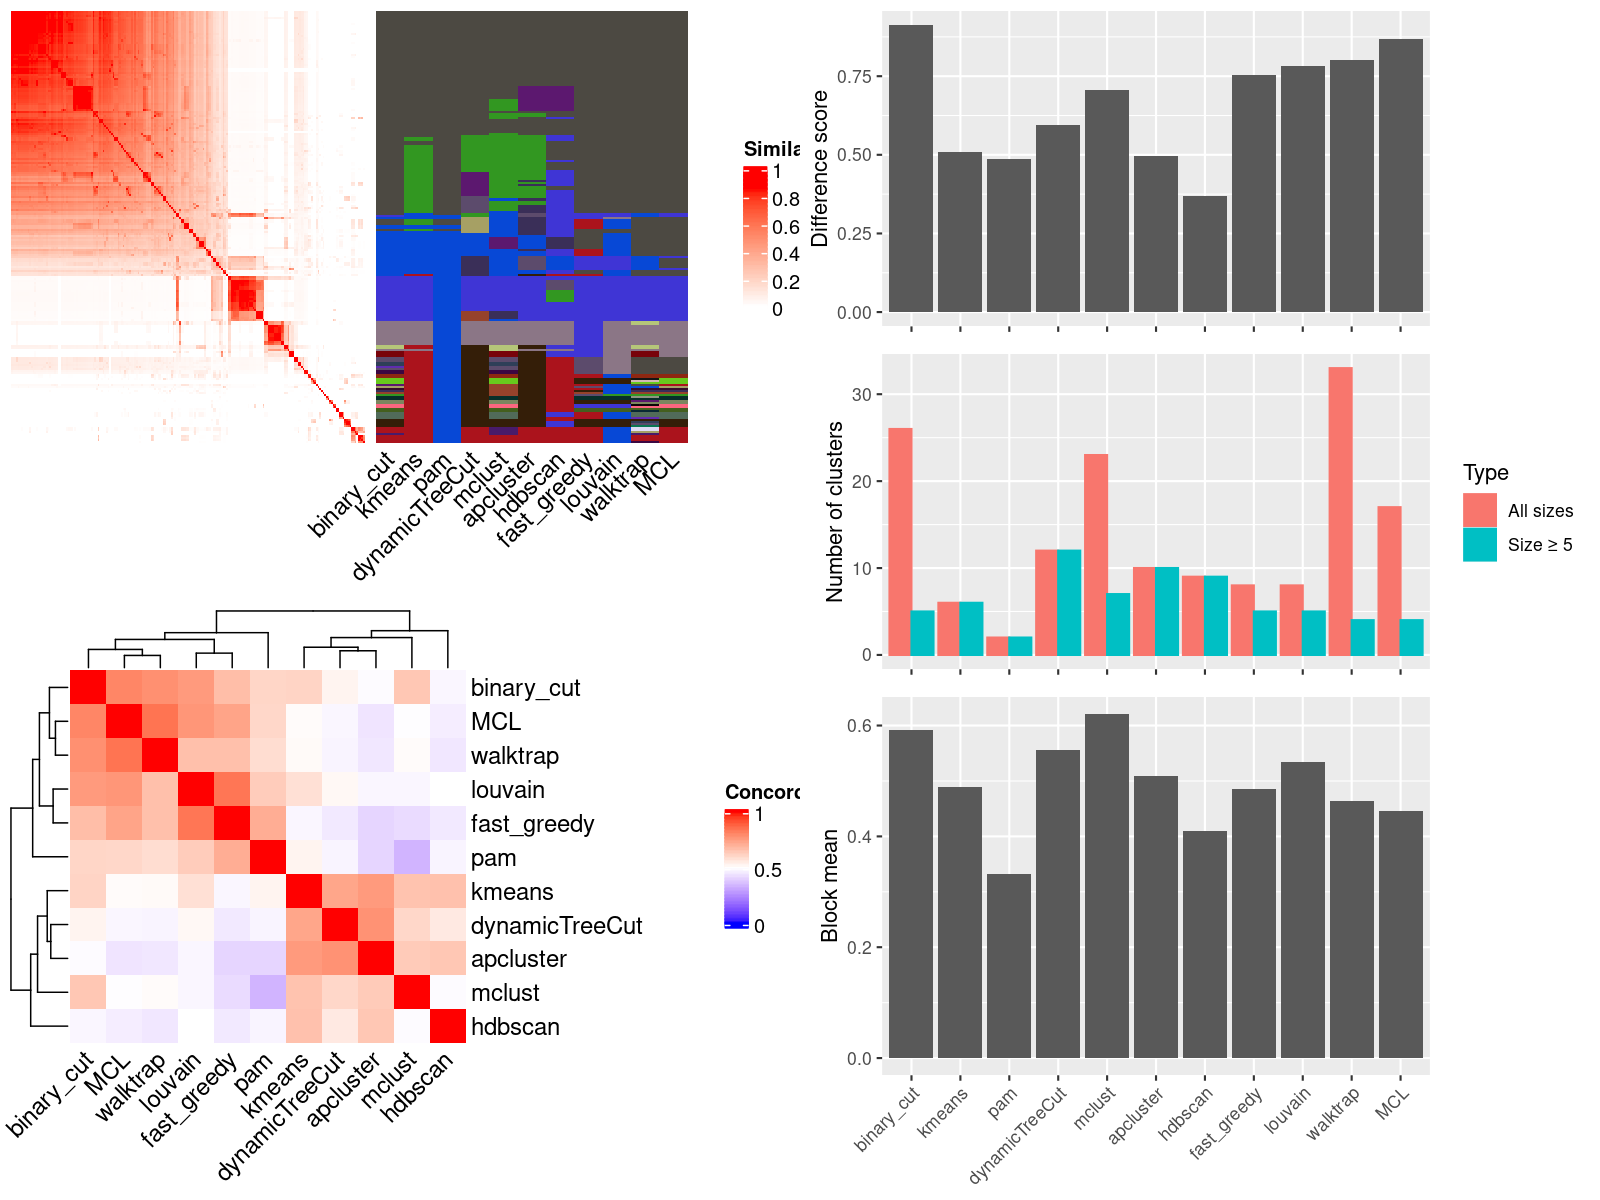 Simila
1
0.8
0.6
0.4
0.2
0
binary_cut
kmeans
pam
dynamicTreeCut
mclust
apcluster
hdbscan
fast_greedy
louvain
walktrap
MCL
binary_cut
MCL
walktrap
louvain
fast_greedy
pam
kmeans
dynamicTreeCut
apcluster
mclust
hdbscan
binary_cut
MCL
walktrap
louvain
fast_greedy
pam
kmeans
dynamicTreeCut
apcluster
mclust
hdbscan
Concord
1
0.5
0
Difference score
0.75
0.50
0.25
0.00
Number of clusters
30
20
10
0
Type
All sizes
Size ≥ 5
Block mean
0.6
0.4
0.2
0.0
binary_cut
kmeans
pam
dynamicTreeCut
mclust
apcluster
hdbscan
fast_greedy
louvain
walktrap
MCL